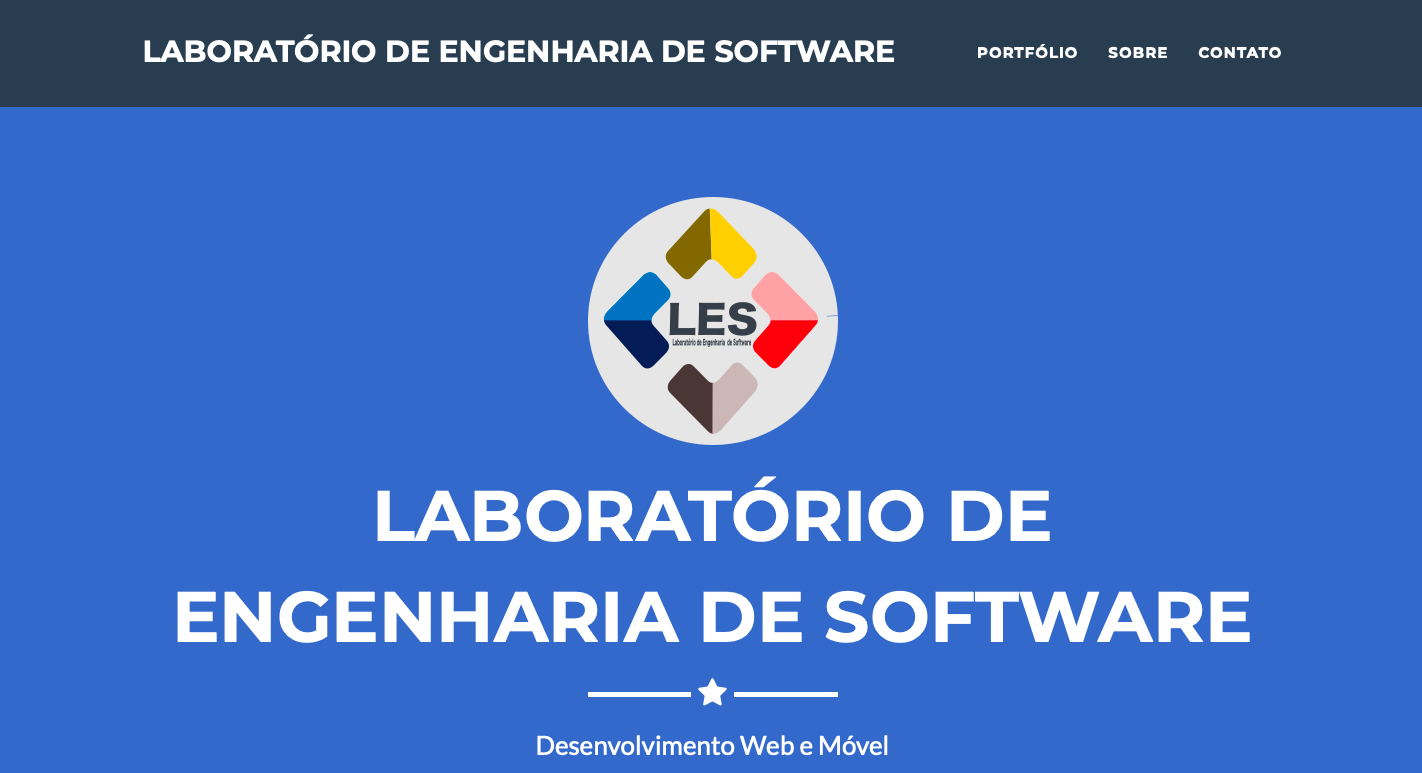 LABORATÓRIO DE ENGENHARIA DE SOFTWARE
PORTFÓLIO SOBRE CONTATO
LES
Laboratório de Engenharia de Software
LABORATÓRIO DE
ENGENHARIA DE SOFTWARE
Desenvolvimento Web e Móvel